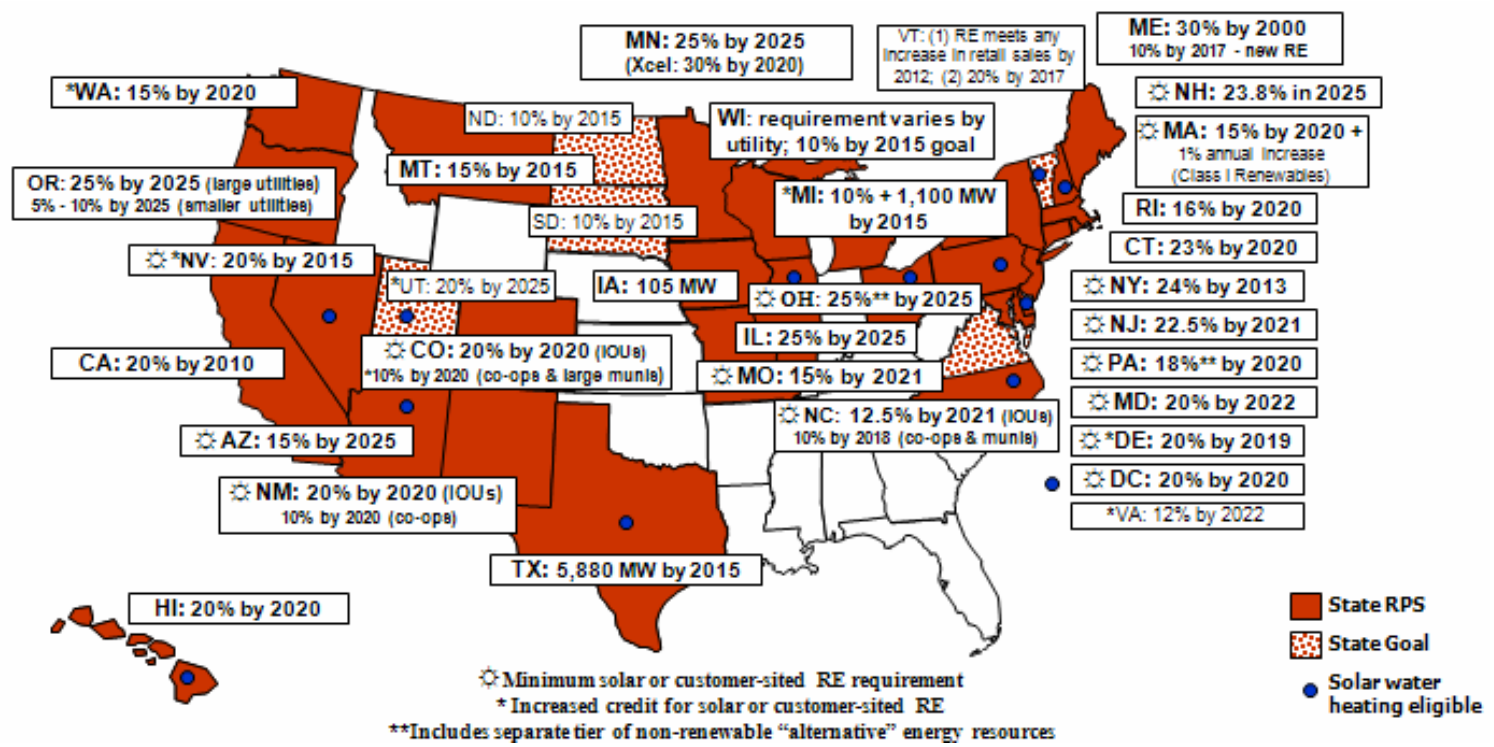 MN: 25% by 2025
(Xcel: 30% by 2020)
VT: (1) RE meets any
increase in retail sales by
2012; (2) 20% by 2017
ME: 30% by 2000
10% by 2017 - new RE
*WA: 15% by 2020
☼ NH: 23.8% in 2025
ND: 10% by 2015
WI: requirement varies by
utility; 10% by 2015 goal
☼ MA: 15% by 2020 +
1% annual increase
(Class I Renewables)
MT: 15% by 2015
OR: 25% by 2025 (large utilities)
5% - 10% by 2025 (smaller utilities)
*MI: 10% + 1,100 MW
by 2015
RI: 16% by 2020
SD: 10% by 2015
CT: 23% by 2020
☼ *NV: 20% by 2015
*UT: 20% by 2025
IA: 105 MW
☼ OH: 25%** by 2025
☼ NY: 24% by 2013
☼ NJ: 22.5% by 2021
IL: 25% by 2025
CA: 20% by 2010
☼ CO: 20% by 2020 (IOUs)
*10% by 2020 (co-ops & large munis)
☼ MO: 15% by 2021
☼ PA: 18%** by 2020
☼ MD: 20% by 2022
☼ NC: 12.5% by 2021 (IOUs)
10% by 2018 (co-ops & munis)
☼ AZ: 15% by 2025
☼ *DE: 20% by 2019
☼ DC: 20% by 2020
☼ NM: 20% by 2020 (IOUs)
10% by 2020 (co-ops)
*VA: 12% by 2022
TX: 5,880 MW by 2015
HI: 20% by 2020
State RPS
State Goal
Solar water
heating eligible
☼ Minimum solar or customer-sited RE requirement
* Increased credit for solar or customer-sited RE
**Includes separate tier of non-renewable “alternative” energy resources